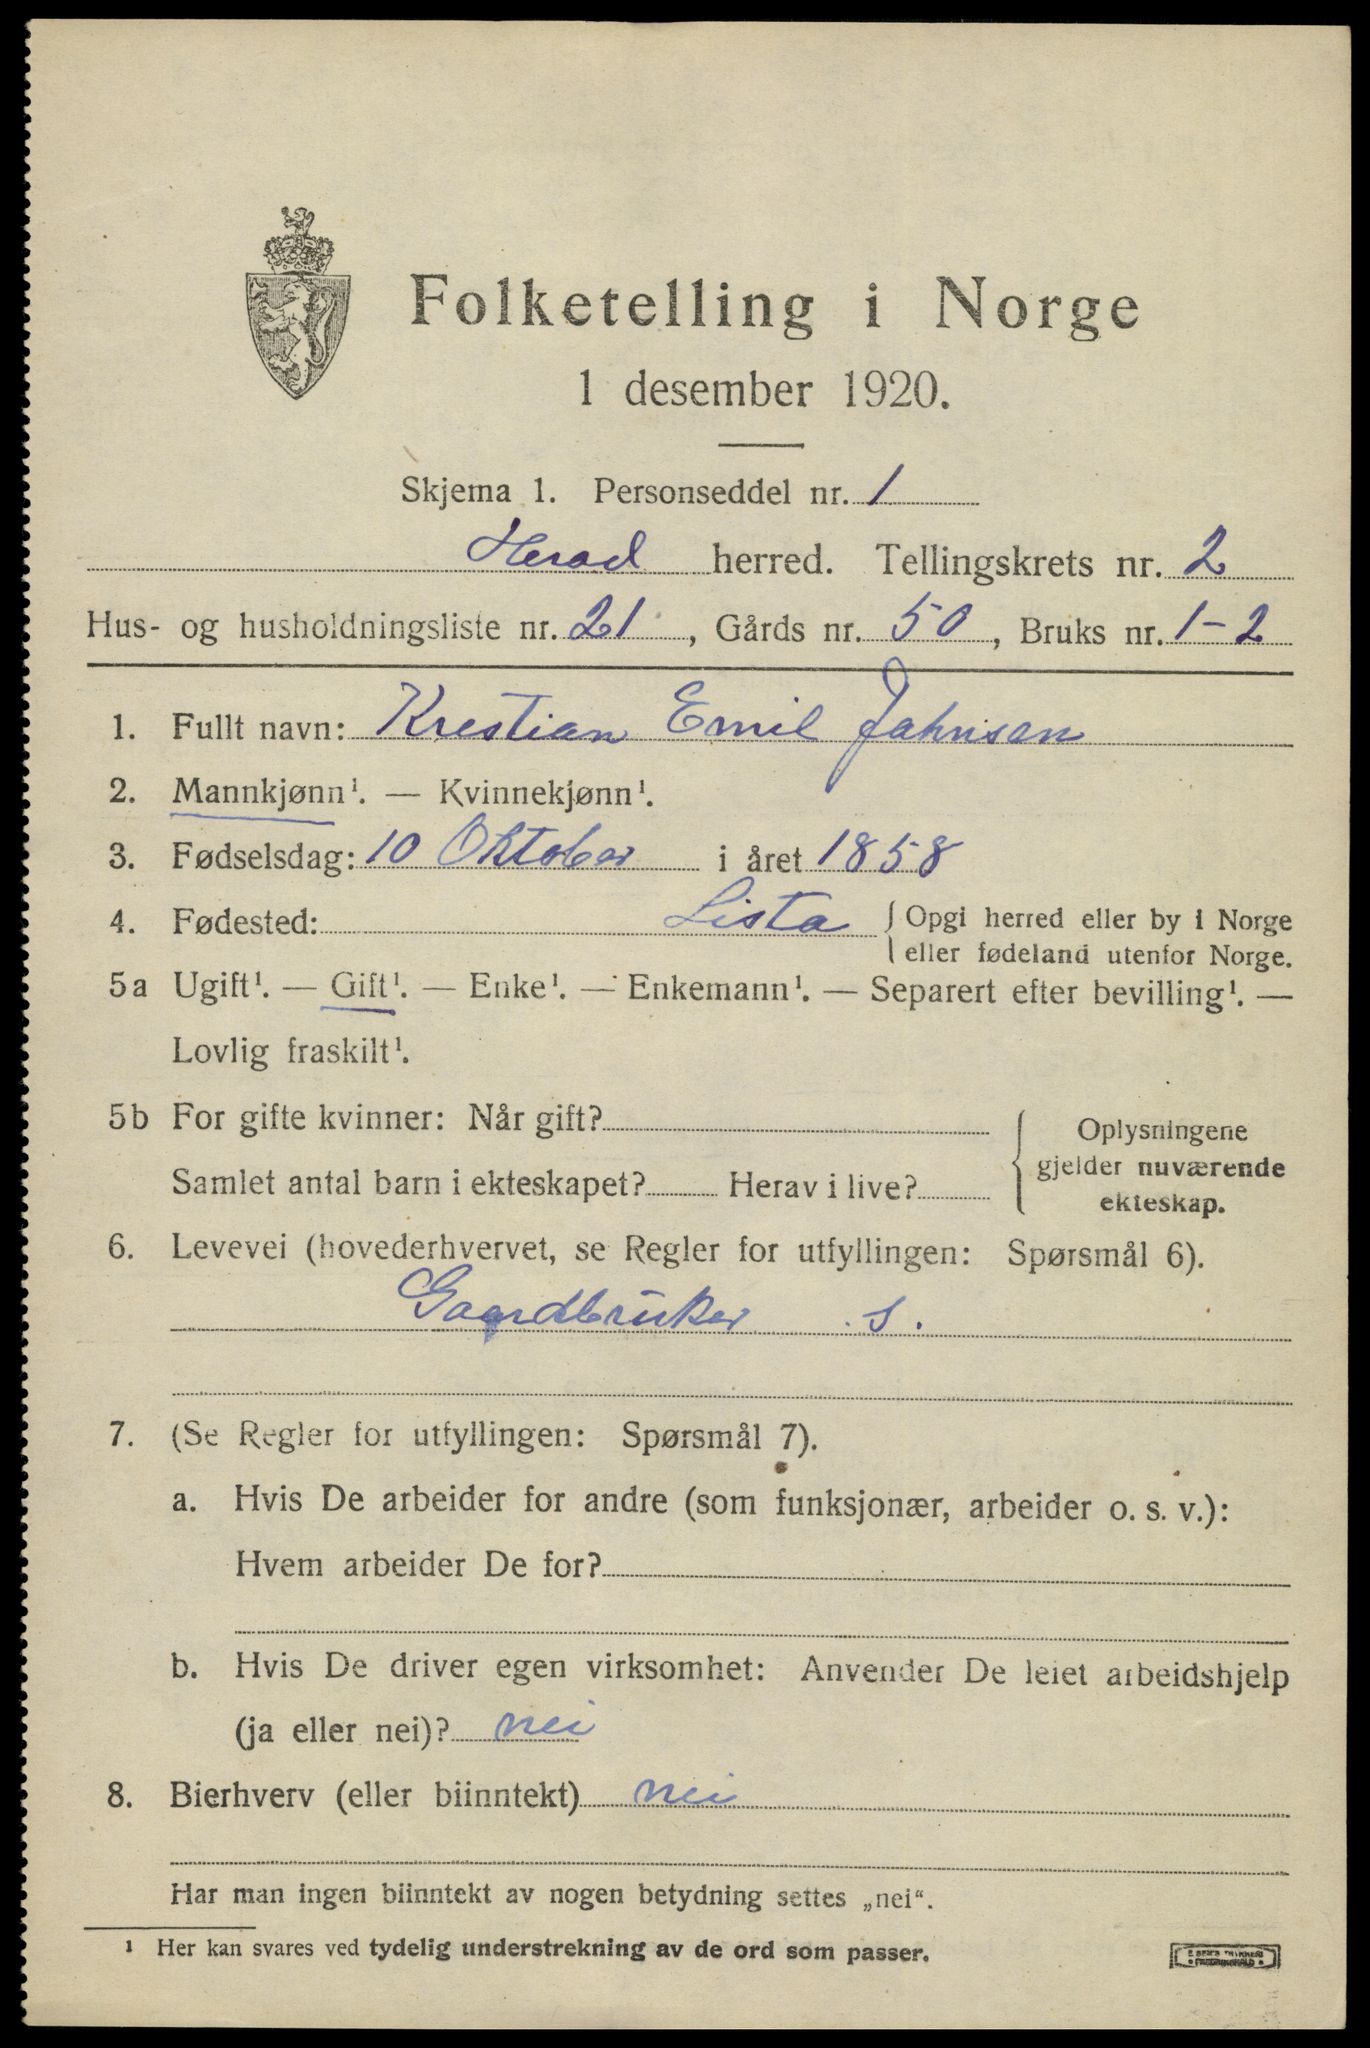 Folketelling i Norge
1 desember 1920.
Skjema 1. Personseddel nr. 1
Herad herred. Tellingskrets nr. 2
Hus- og husholdningsliste nr. 21, Gårds nr. 50, Bruks nr. 1-2
1. Fullt navn: Krestian Emil Jahnsen
2. Mannkjønn¹. — Kvinnekjønn¹.
3. Fødselsdag: 10 Oktober i året 1858
4. Fødested: Lista { Opgi herred eller by i Norge
eller fødeland utenfor Norge.
5a Ugift¹. — Gift¹. — Enke¹. — Enkemann¹. — Separert efter bevilling¹. —
Lovlig fraskilt¹.
5b For gifte kvinner: Når gift?
Samlet antal barn i ekteskapet? Herav i live?
Oplysningene
gjelder nuværende
ekteskap.
6. Levevei (hovederhvervet, se Regler for utfyllingen: Spørsmål 6).
Gaardbruker s.
7. (Se Regler for utfyllingen: Spørsmål 7).
a. Hvis De arbeider for andre (som funksjonær, arbeider o. s. v.):
Hvem arbeider De for?
b. Hvis De driver egen virksomhet: Anvender De leiet arbeidshjelp
(ja eller nei)? nei
8. Bierhverv (eller biinntekt) nei
Har man ingen biinntekt av nogen betydning settes „nei“.
¹ Her kan svares ved tydelig understrekning av de ord som passer.